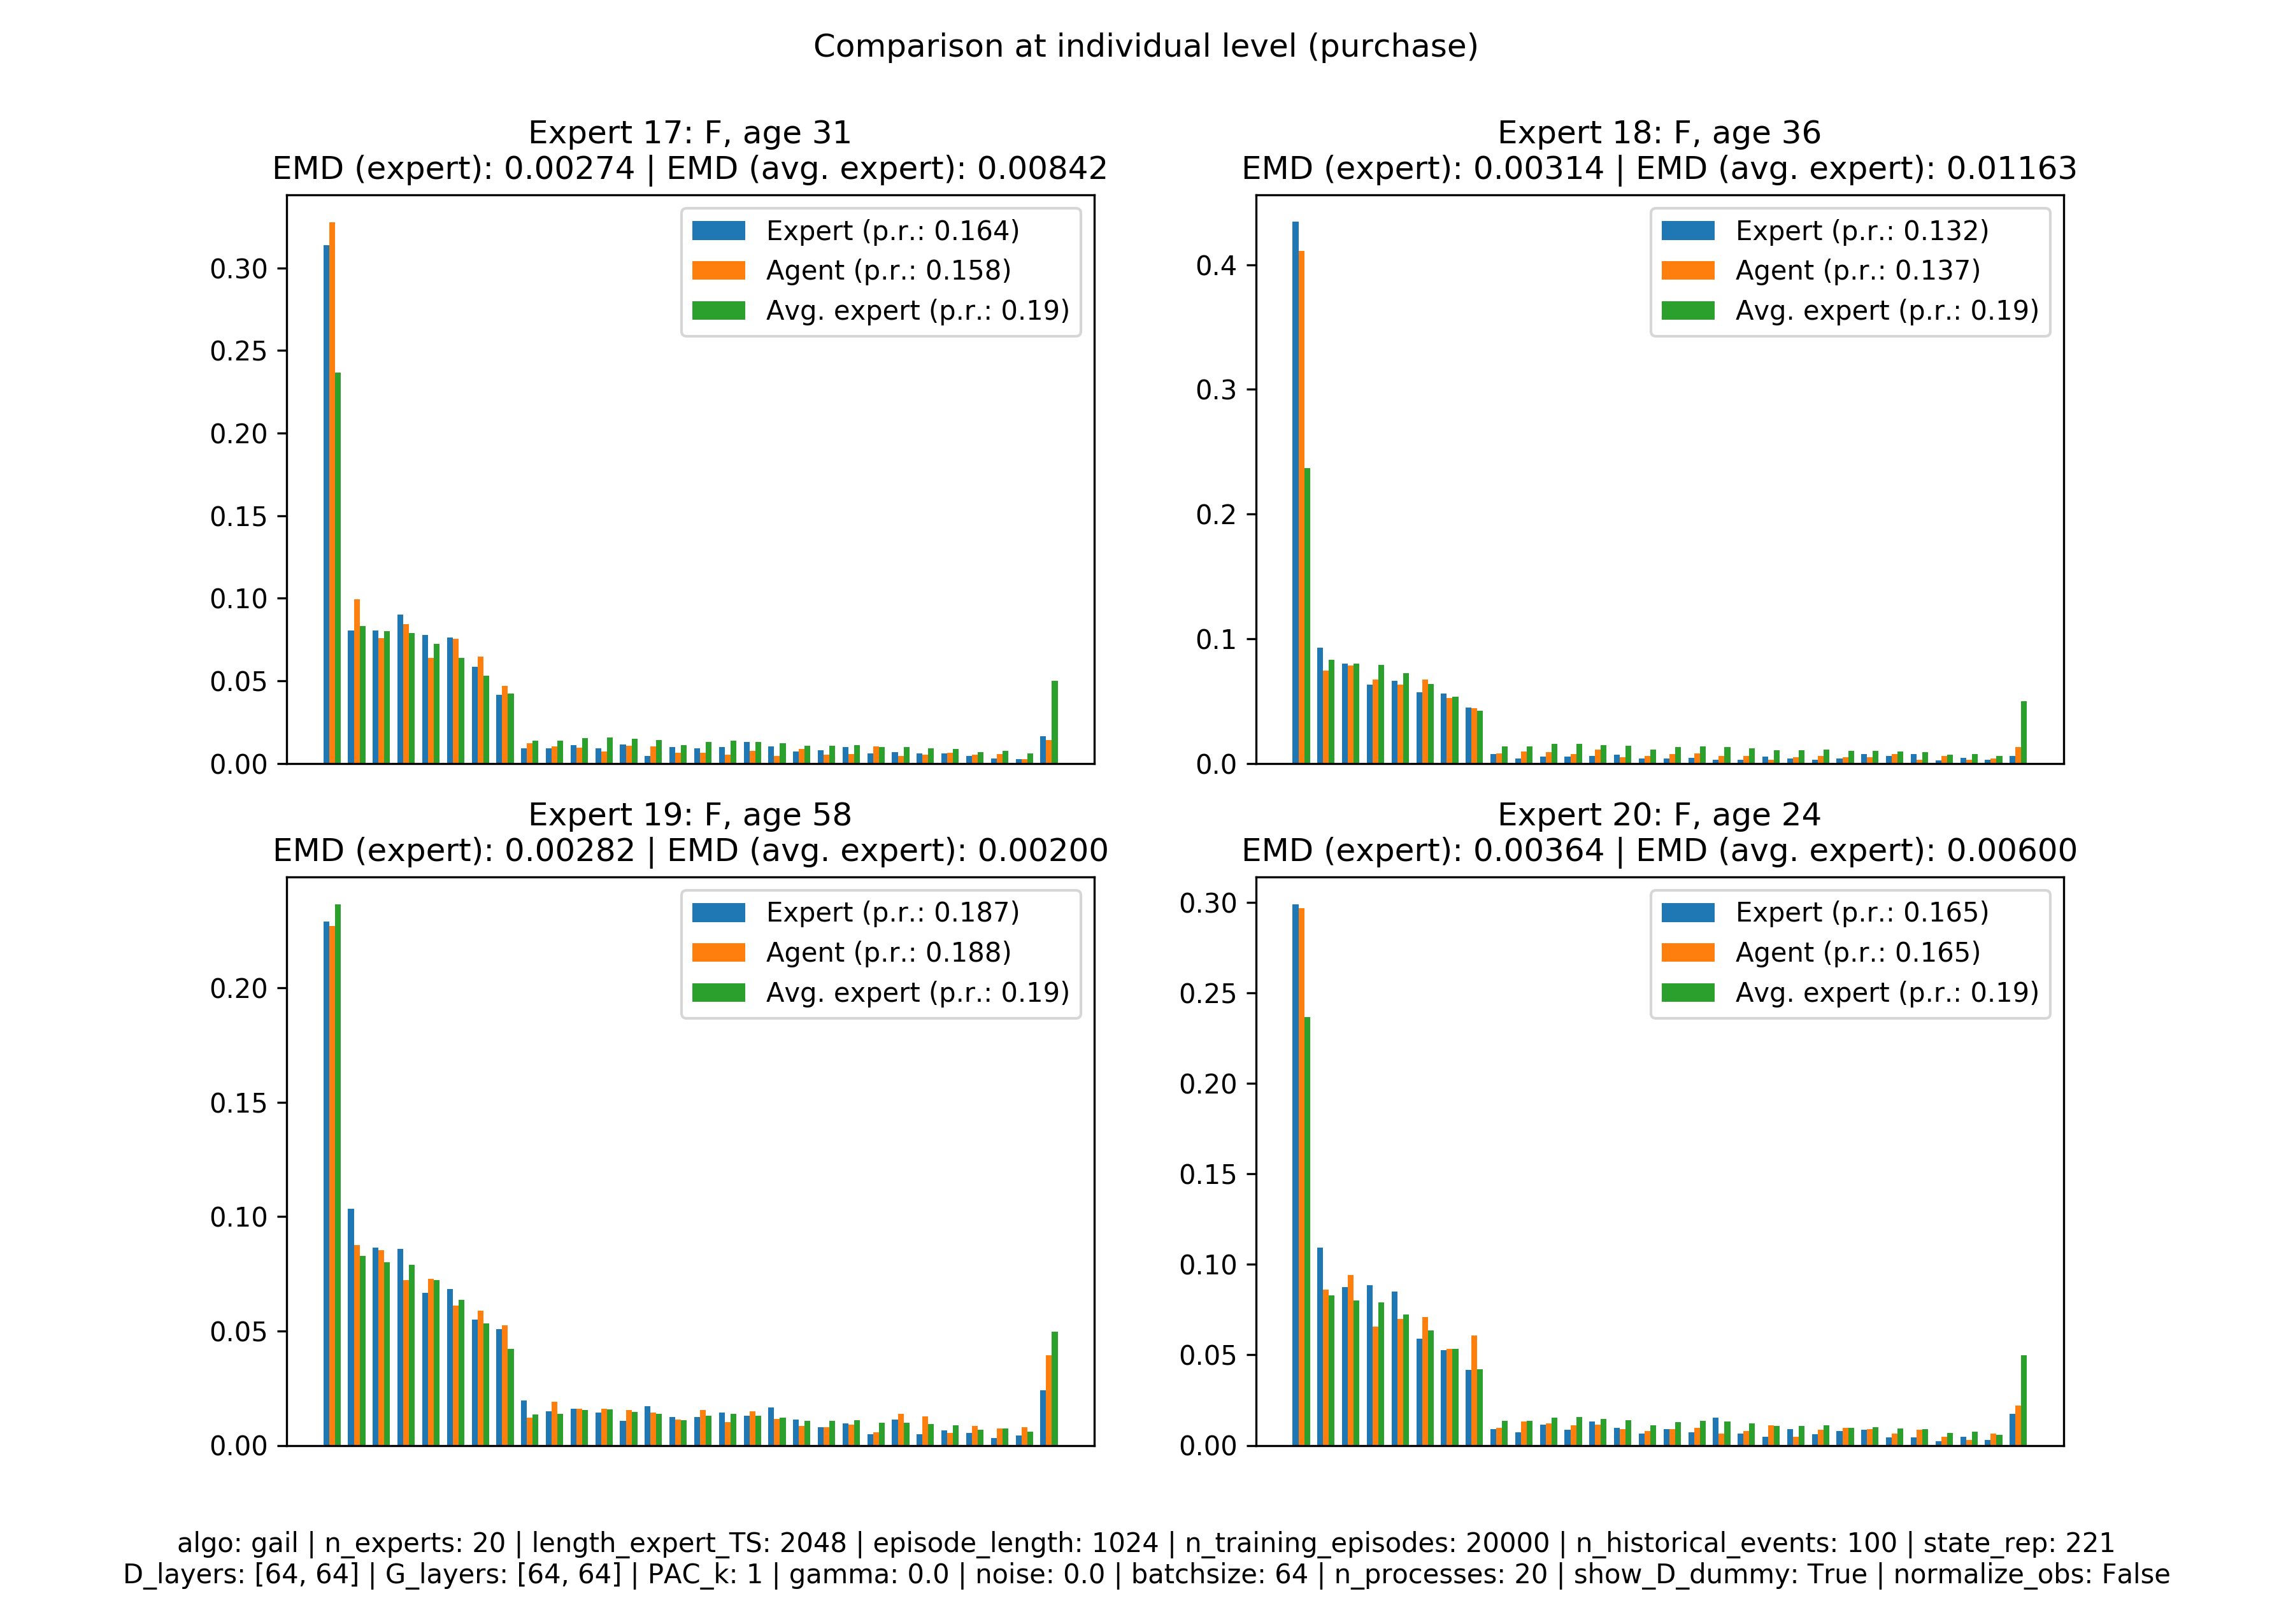 Comparison at individual level (purchase)
Expert 17: F, age 31
EMD (expert): 0.00274 | EMD (avg. expert): 0.00842
Expert (p.r.: 0.164)
Agent (p.r.: 0.158)
Avg. expert (p.r.: 0.19)
0.30
0.25
0.20
0.15
0.10
0.05
0.00
Expert 18: F, age 36
EMD (expert): 0.00314 | EMD (avg. expert): 0.01163
Expert (p.r.: 0.132)
Agent (p.r.: 0.137)
Avg. expert (p.r.: 0.19)
0.4
0.3
0.2
0.1
0.0
Expert 19: F, age 58
EMD (expert): 0.00282 | EMD (avg. expert): 0.00200
Expert (p.r.: 0.187)
Agent (p.r.: 0.188)
Avg. expert (p.r.: 0.19)
0.20
0.15
0.10
0.05
0.00
Expert 20: F, age 24
EMD (expert): 0.00364 | EMD (avg. expert): 0.00600
Expert (p.r.: 0.165)
Agent (p.r.: 0.165)
Avg. expert (p.r.: 0.19)
0.30
0.25
0.20
0.15
0.10
0.05
0.00
algo: gail | n_experts: 20 | length_expert_TS: 2048 | episode_length: 1024 | n_training_episodes: 20000 | n_historical_events: 100 | state_rep: 221
D_layers: [64, 64] | G_layers: [64, 64] | PAC_k: 1 | gamma: 0.0 | noise: 0.0 | batchsize: 64 | n_processes: 20 | show_D_dummy: True | normalize_obs: False